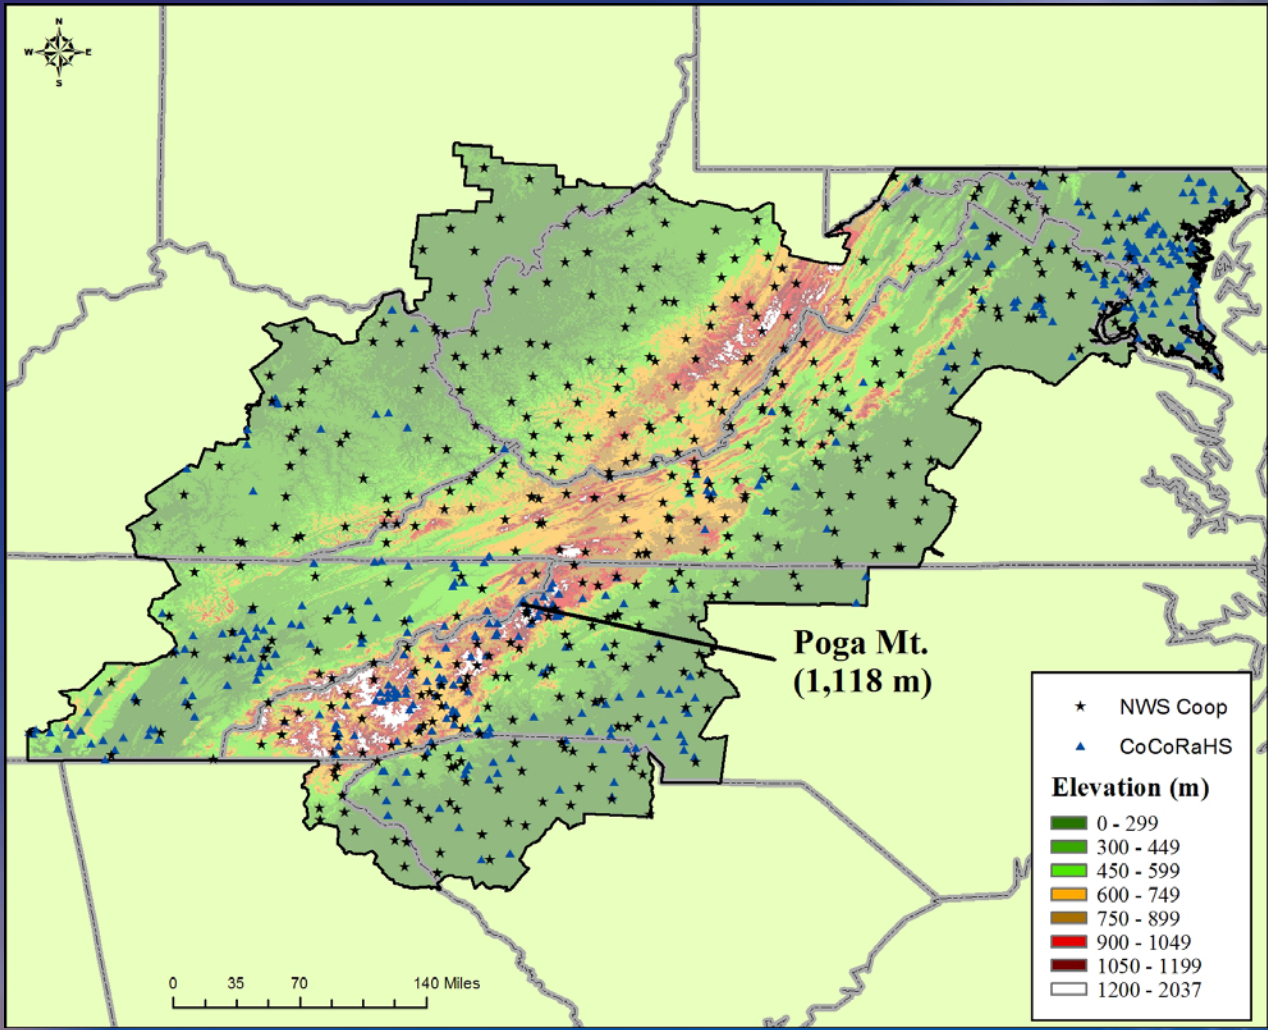 N
W E
S
Poga Mt.
(1,118 m)
NWS Coop
CoCoRaHS
Elevation (m)
0 - 299
300 - 449
450 - 599
600 - 749
750 - 899
900 - 1049
1050 - 1199
1200 - 2037
0 35 70 140 Miles